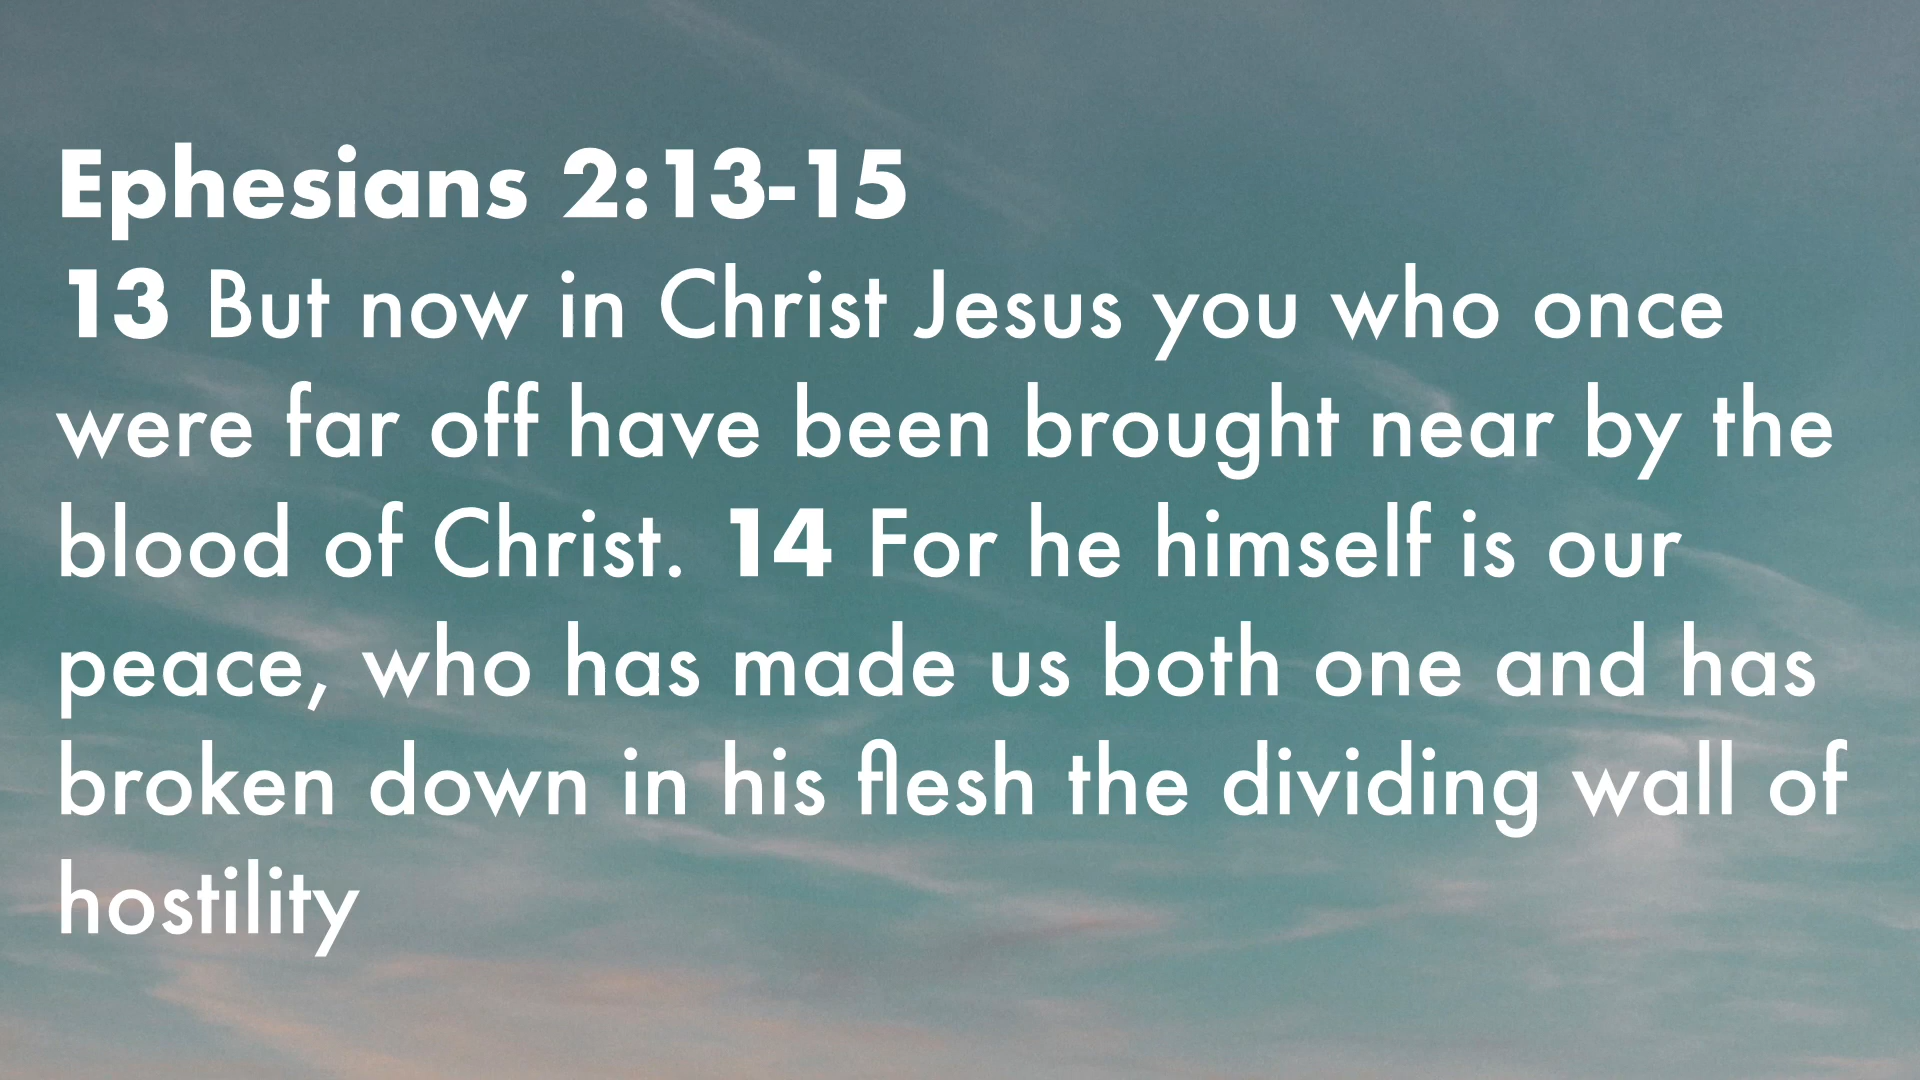 Ephesians 2:13-15
13 But now in Christ Jesus you who once
were far off have been brought near by the
blood of Christ. 14 For he himself is our
peace, who has made us both one and has
broken down in his flesh the dividing wall of
hostility